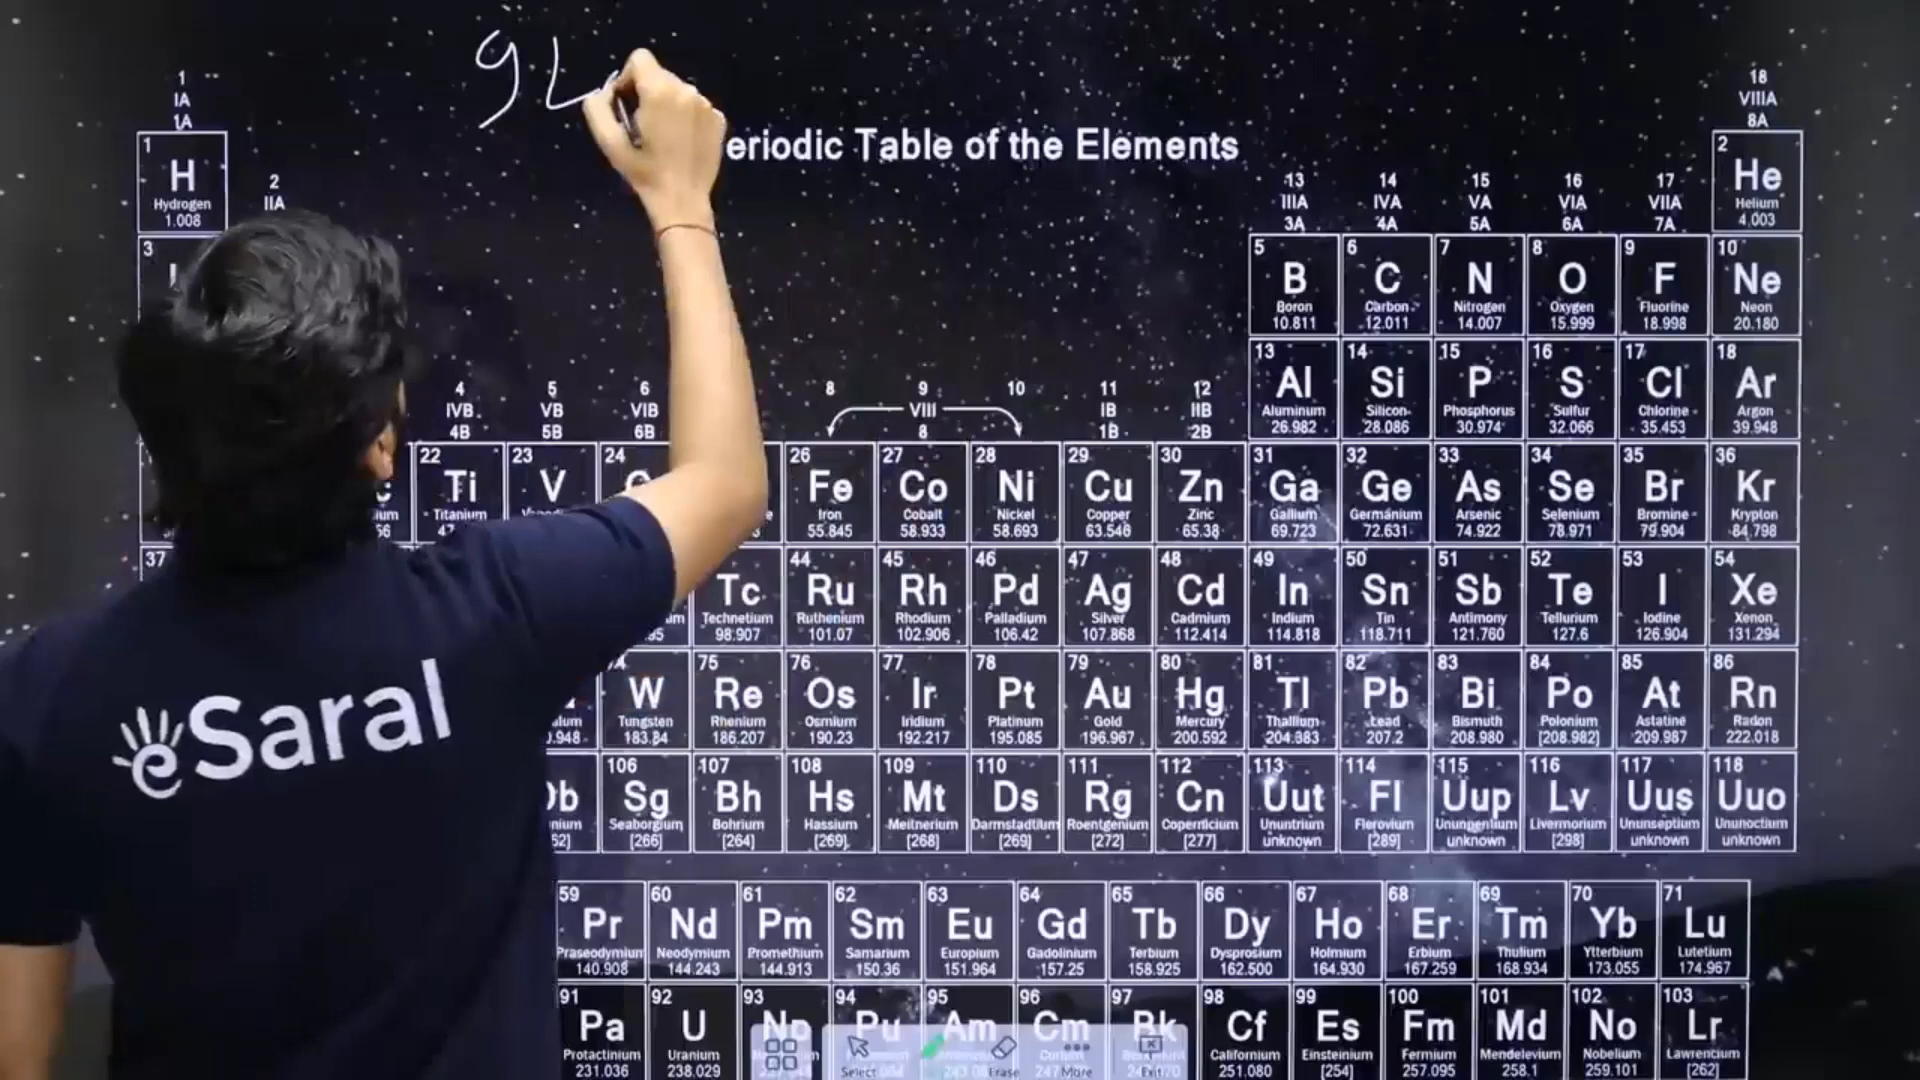 9L
eriodic Table of the Elements
1 18
IA VIIIA
1A 8A
1 H Hydrogen 1.008 2 He Helium 4.003
2 13 14 15 16 17
IIA IIIA IVA VA VIA VIIA
3A 4A 5A 6A 7A
3 5 B Boron 10.811 6 C Carbon 12.011 7 N Nitrogen 14.007 8 O Oxygen 15.999 9 F Fluorine 18.998 10 Ne Neon 20.180
13 Al Aluminum 26.982 14 Si Silicon 28.086 15 P Phosphorus 30.974 16 S Sulfur 32.066 17 Cl Chlorine 35.453 18 Ar Argon 39.948
4 5 6 8 9 10 11 12
IVB VB VIB VIII IB IIB
4B 5B 6B 8 1B 2B
22 Ti Titanium 23 V 24 26 Fe Iron 55.845 27 Co Cobalt 58.933 28 Ni Nickel 58.693 29 Cu Copper 63.546 30 Zn Zinc 65.38 31 Ga Gallium 69.723 32 Ge Germanium 72.631 33 As Arsenic 74.922 34 Se Selenium 78.971 35 Br Bromine 79.904 36 Kr Krypton 84.798
37 Tc Technetium 98.907 44 Ru Ruthenium 101.07 45 Rh Rhodium 102.906 46 Pd Palladium 106.42 47 Ag Silver 107.868 48 Cd Cadmium 112.414 49 In Indium 114.818 50 Sn Tin 118.711 51 Sb Antimony 121.760 52 Te Tellurium 127.6 53 I Iodine 126.904 54 Xe Xenon 131.294
W Tungsten 183.84 75 Re Rhenium 186.207 76 Os Osmium 190.23 77 Ir Iridium 192.217 78 Pt Platinum 195.085 79 Au Gold 196.967 80 Hg Mercury 200.592 81 Tl Thallium 204.383 82 Pb Lead 207.2 83 Bi Bismuth 208.980 84 Po Polonium [208.982] 85 At Astatine 209.987 86 Rn Radon 222.018
106 Sg Seaborgium [266] 107 Bh Bohrium [264] 108 Hs Hassium [269] 109 Mt Meitnerium [268] 110 Ds Darmstadtium [269] 111 Rg Roentgenium [272] 112 Cn Copernicium [277] 113 Uut Ununtrium unknown 114 Fl Flerovium [289] 115 Uup Ununpentium unknown 116 Lv Livermorium [298] 117 Uus Ununseptium unknown 118 Uuo Ununoctium unknown
eSaral
59 Pr Praseodymium 140.908 60 Nd Neodymium 144.243 61 Pm Promethium 144.913 62 Sm Samarium 150.36 63 Eu Europium 151.964 64 Gd Gadolinium 157.25 65 Tb Terbium 158.925 66 Dy Dysprosium 162.500 67 Ho Holmium 164.930 68 Er Erbium 167.259 69 Tm Thulium 168.934 70 Yb Ytterbium 173.055 71 Lu Lutetium 174.967
91 Pa Protactinium 231.036 92 U Uranium 238.029 93 Np 94 Pu 95 Am 96 Cm 97 Bk 98 Cf Californium 251.080 99 Es Einsteinium [254] 100 Fm Fermium 257.095 101 Md Mendelevium 258.1 102 No Nobelium 259.101 103 Lr Lawrencium [262]
Select Erase More Exit